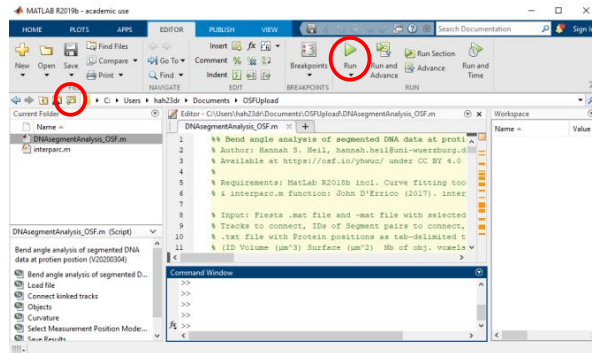 MATLAB R2019b - academic use
HOME PLOTS APPS EDITOR PUBLISH VIEW Search Documentation Sign I
New Open Save Find Files Compare Print
Go To Find
NAVIGATE
Insert fx
Comment
Indent
EDIT
Breakpoints
BREAKPOINTS
Run Run and Advance Run Section Advance Run and Time
RUN
C: Users hah23dr Documents OSFUpload
Current Folder
Name
DNAsegmentAnalysis_OSF.m
interparc.m
DNAsegmentAnalysis_OSF.m (Script)
Bend angle analysis of segmented DNA
data at protien postion (V20200304)
Bend angle analysis of segmented D...
Load file
Connect kinked tracks
Objects
Curvature
Select Measurement Position Mode:...
Save Results
Editor - C:\Users\hah23dr\Documents\OSFUpload\DNAsegmentAnalysis_OSF.m
DNAsegmentAnalysis_OSF.m
1 %% Bend angle analysis of segmented DNA data at proti
2 % Author: Hannah S. Heil, hannah.heil@uni-wuerzburg.d
3 % Available at https://osf.io/yhwuc/ under CC BY 4.0
4 %
5 % Requirements: MatLab R2018b incl. Curve fitting too
6 % & interparc.m function: John D'Errico (2017). inter
7
8 % Input: Fiesta .mat file and -mat file with selected
9 % Tracks to connect, IDs of Segment pairs to connect,
10 % .txt file with Protein positions as tab-delimited t
11 % (ID Volume (µm^3) Surface (µm^2) Nb of obj. voxels
Command Window
>>
>>
>>
>>
fx >>
Workspace
Name Value